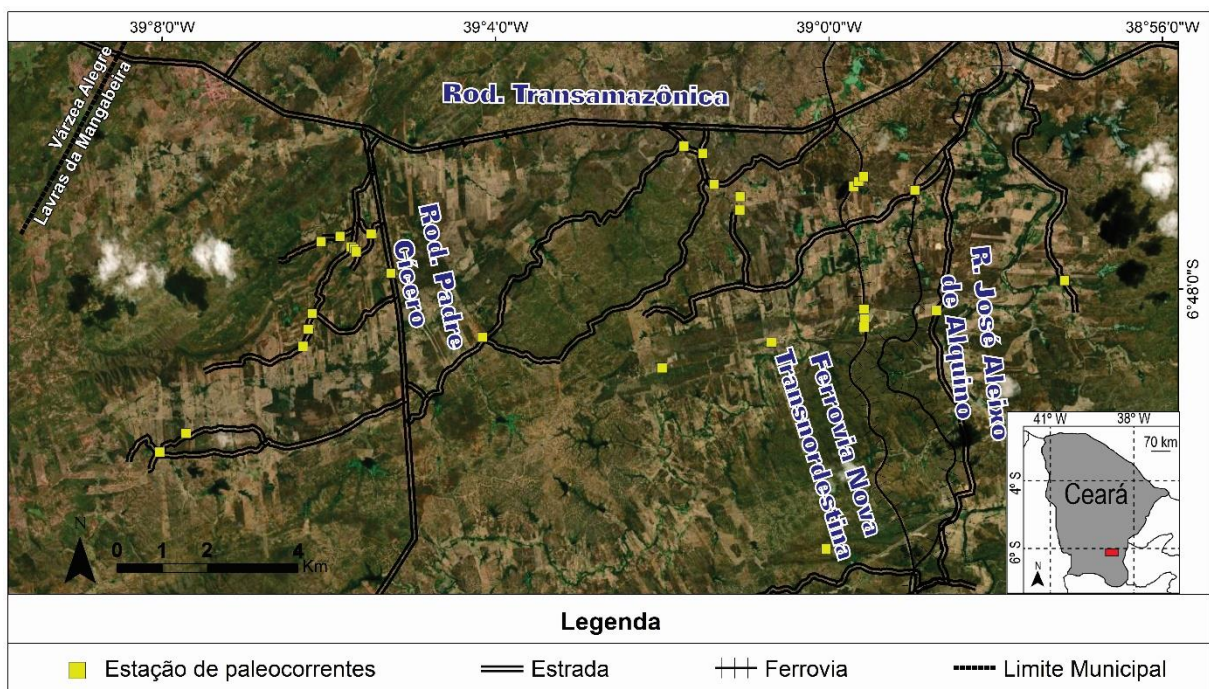 39°8'0"W 39°4'0"W 39°0'0"W 38°56'0"W
Várzea Alegre
Lavras da Mangabeira
Rod. Transamazônica
Rod. Padre
Cícero
6°48'0"S
R. José Aleixo
de Alquino
Ferrovia Nova
Transnordestina
N
0 1 2 4
Km
41° W 38° W
70 km
4° S
Ceará
6° S
N
Legenda
Estação de paleocorrentes Estrada Ferrovia Limite Municipal